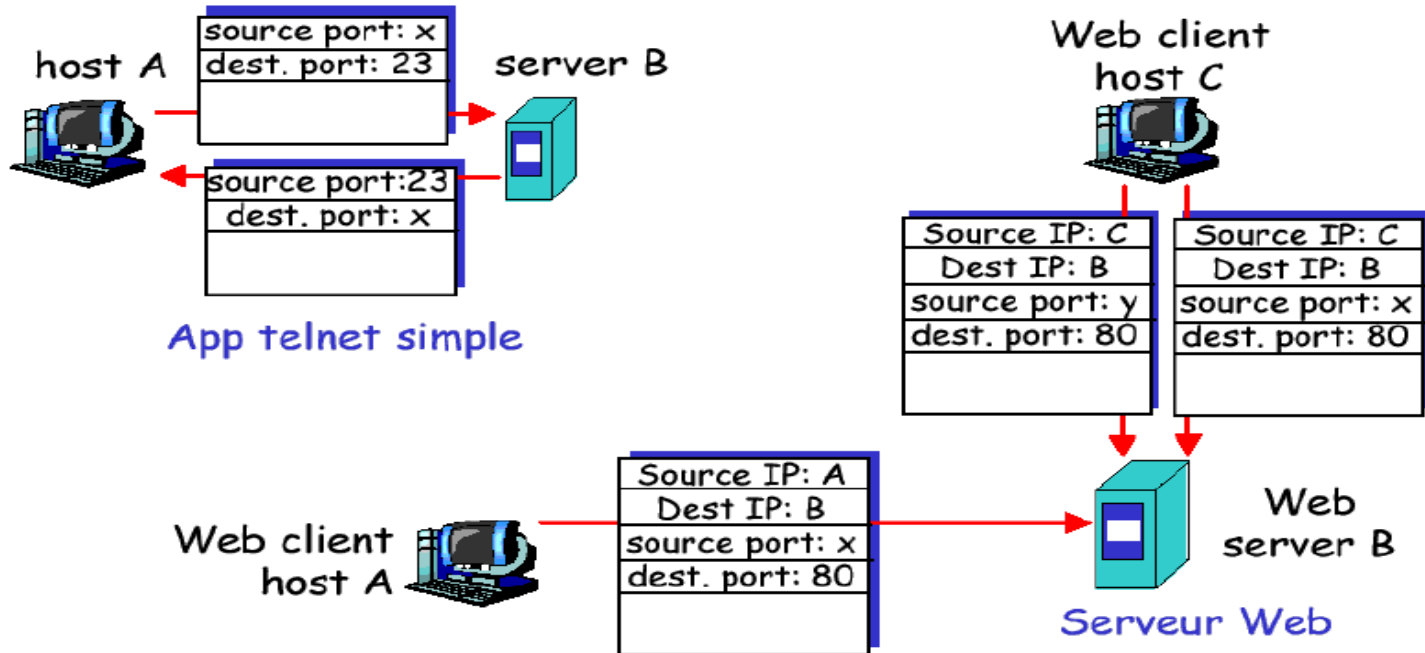 host A
source port: x
dest. port: 23
server B
source port:23
dest. port: x
App telnet simple
Web client
host C
Source IP: C
Dest IP: B
source port: y
dest. port: 80
Source IP: C
Dest IP: B
source port: x
dest. port: 80
Web client
host A
Source IP: A
Dest IP: B
source port: x
dest. port: 80
Web
server B
Serveur Web